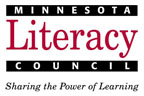 MINNESOTA
Literacy
COUNCIL
Sharing the Power of Learning